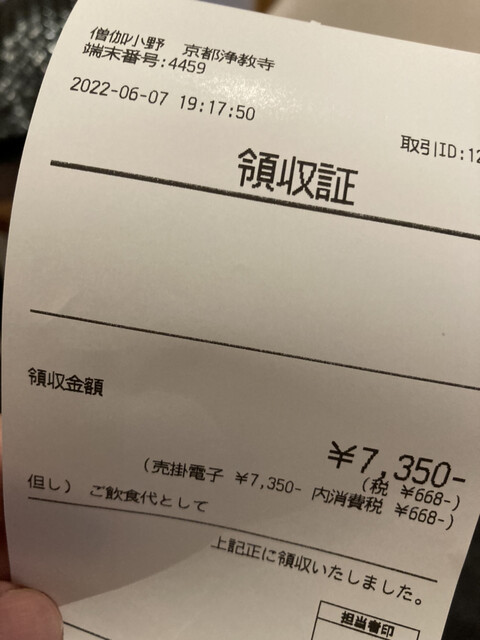 僧伽小野 京都浄教寺
端末番号:4459
2022-06-07 19:17:50
取引ID:12
領収証
領収金額
¥7,350-
(税 ¥668-)
(売掛電子 ¥7,350- 内消費税 ¥668-)
但し) ご飲食代として
上記正に領収いたしました。
担当者印